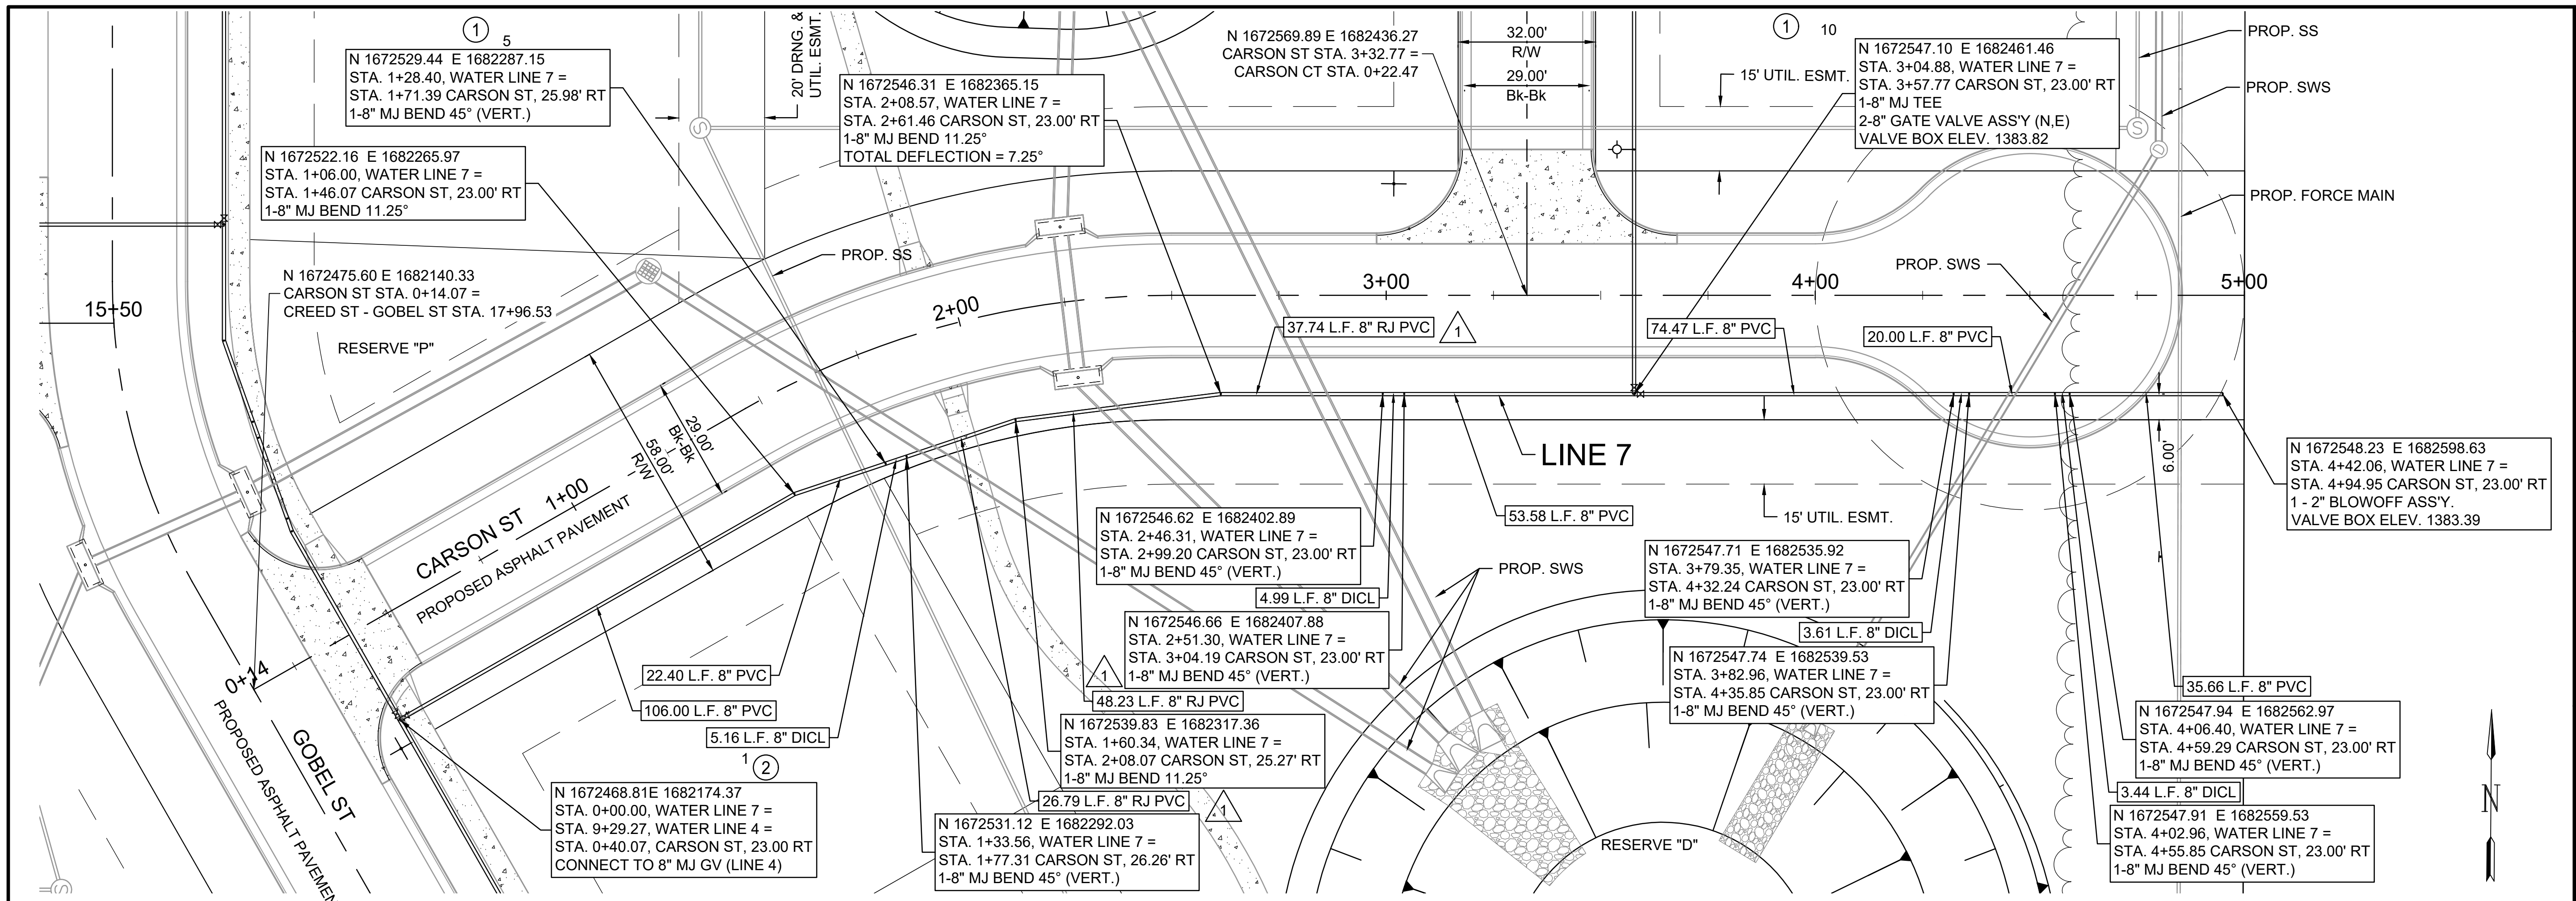 1
5
N 1672529.44 E 1682287.15
STA. 1+28.40, WATER LINE 7 =
STA. 1+71.39 CARSON ST, 25.98' RT
1-8" MJ BEND 45° (VERT.)
20' DRNG. &
UTIL. ESMT.
N 1672546.31 E 1682365.15
STA. 2+08.57, WATER LINE 7 =
STA. 2+61.46 CARSON ST, 23.00' RT
1-8" MJ BEND 11.25°
TOTAL DEFLECTION = 7.25°
N 1672569.89 E 1682436.27
CARSON ST STA. 3+32.77 =
CARSON CT STA. 0+22.47
32.00'
R/W
29.00'
Bk-Bk
1
10
15' UTIL. ESMT.
N 1672547.10 E 1682461.46
STA. 3+04.88, WATER LINE 7 =
STA. 3+57.77 CARSON ST, 23.00' RT
1-8" MJ TEE
2-8" GATE VALVE ASS'Y (N,E)
VALVE BOX ELEV. 1383.82
PROP. SS
PROP. SWS
S
S
D
PROP. FORCE MAIN
N 1672522.16 E 1682265.97
STA. 1+06.00, WATER LINE 7 =
STA. 1+46.07 CARSON ST, 23.00' RT
1-8" MJ BEND 11.25°
PROP. SS
PROP. SWS
N 1672475.60 E 1682140.33
CARSON ST STA. 0+14.07 =
CREED ST - GOBEL ST STA. 17+96.53
15+50
RESERVE "P"
2+00
3+00
4+00
5+00
37.74 L.F. 8" RJ PVC
1
74.47 L.F. 8" PVC
20.00 L.F. 8" PVC
29.00'
Bk-Bk
58.00'
R/W
LINE 7
6.00'
CARSON ST
1+00
PROPOSED ASPHALT PAVEMENT
N 1672548.23 E 1682598.63
STA. 4+42.06, WATER LINE 7 =
STA. 4+94.95 CARSON ST, 23.00' RT
1 - 2" BLOWOFF ASS'Y.
VALVE BOX ELEV. 1383.39
N 1672546.62 E 1682402.89
STA. 2+46.31, WATER LINE 7 =
STA. 2+99.20 CARSON ST, 23.00' RT
1-8" MJ BEND 45° (VERT.)
53.58 L.F. 8" PVC
15' UTIL. ESMT.
PROP. SWS
N 1672547.71 E 1682535.92
STA. 3+79.35, WATER LINE 7 =
STA. 4+32.24 CARSON ST, 23.00' RT
1-8" MJ BEND 45° (VERT.)
4.99 L.F. 8" DICL
3.61 L.F. 8" DICL
N 1672546.66 E 1682407.88
STA. 2+51.30, WATER LINE 7 =
STA. 3+04.19 CARSON ST, 23.00' RT
1-8" MJ BEND 45° (VERT.)
N 1672547.74 E 1682539.53
STA. 3+82.96, WATER LINE 7 =
STA. 4+35.85 CARSON ST, 23.00' RT
1-8" MJ BEND 45° (VERT.)
0+14
22.40 L.F. 8" PVC
106.00 L.F. 8" PVC
5.16 L.F. 8" DICL
1
48.23 L.F. 8" RJ PVC
35.66 L.F. 8" PVC
N 1672539.83 E 1682317.36
STA. 1+60.34, WATER LINE 7 =
STA. 2+08.07 CARSON ST, 25.27' RT
1-8" MJ BEND 11.25°
N 1672547.94 E 1682562.97
STA. 4+06.40, WATER LINE 7 =
STA. 4+59.29 CARSON ST, 23.00' RT
1-8" MJ BEND 45° (VERT.)
GOBEL ST
PROPOSED ASPHALT PAVEMEN
1
2
N 1672468.81E 1682174.37
STA. 0+00.00, WATER LINE 7 =
STA. 9+29.27, WATER LINE 4 =
STA. 0+40.07, CARSON ST, 23.00 RT
CONNECT TO 8" MJ GV (LINE 4)
26.79 L.F. 8" RJ PVC
1
3.44 L.F. 8" DICL
N 1672531.12 E 1682292.03
STA. 1+33.56, WATER LINE 7 =
STA. 1+77.31 CARSON ST, 26.26' RT
1-8" MJ BEND 45° (VERT.)
RESERVE "D"
N 1672547.91 E 1682559.53
STA. 4+02.96, WATER LINE 7 =
STA. 4+55.85 CARSON ST, 23.00' RT
1-8" MJ BEND 45° (VERT.)
N
S